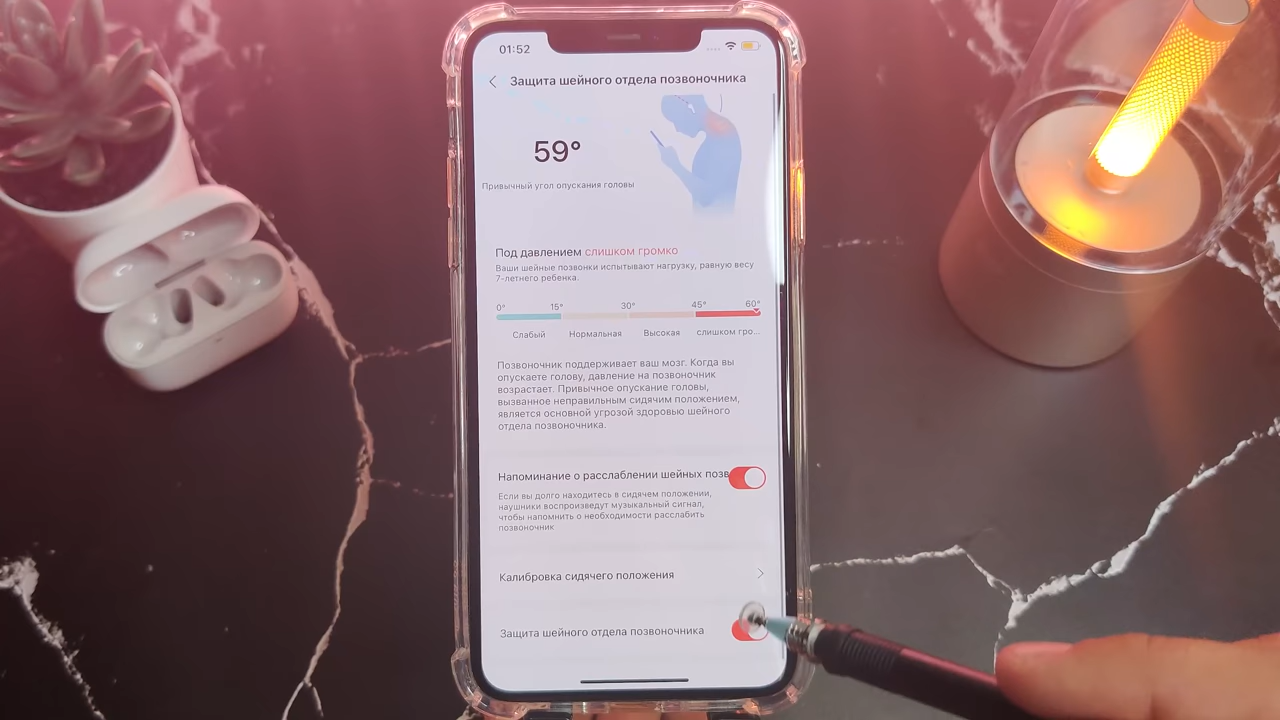 01:52
Защита шейного отдела позвоночника
59°
Привычный угол опускания головы
Под давлением слишком громко
Ваши шейные позвонки испытывают нагрузку, равную весу
7-летнего ребенка.
0° 15° 30° 45° 60°
Слабый Нормальная Высокая слишком гро...
Позвоночник поддерживает ваш мозг. Когда вы
опускаете голову, давление на позвоночник
возрастает. Привычное опускание головы,
вызванное неправильным сидячим положением,
является основной угрозой здоровью шейного
отдела позвоночника.
Напоминание о расслаблении шейных позв
Если вы долго находитесь в сидячем положении,
наушники воспроизведут музыкальный сигнал,
чтобы напомнить о необходимости расслабить
позвоночник
Калибровка сидячего положения
Защита шейного отдела позвоночника